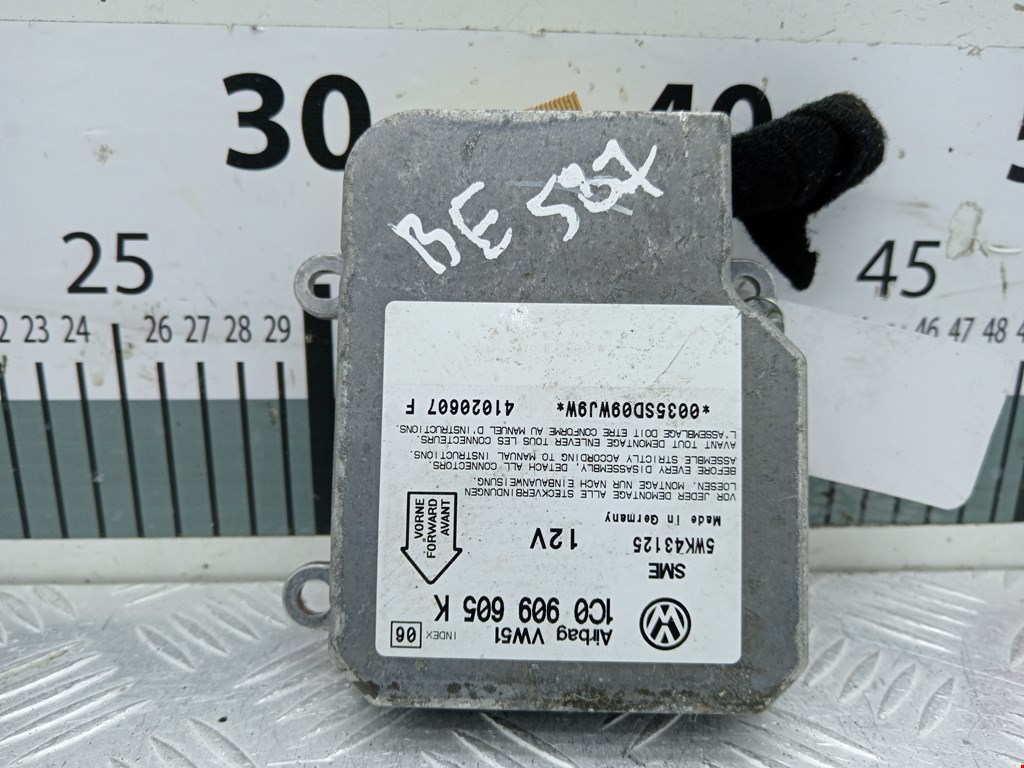 30
40
25
45
22 23 24 26 27 28 29
46 47 48
BE 587
Airbag VW51
INDEX 06
1C0 909 605 K
SME
5WK43125
12V
Made in Germany
VORNE
FORWARD
AVANT
VOR JEDER DEMONTAGE ALLE STECKVERBINDUNGEN
LOESEN. MONTAGE NUR NACH EINBAUANWEISUNG.
BEFORE EVERY DISASSEMBLY, DETACH ALL CONNECTORS.
ASSEMBLE STRICTLY ACCORDING TO MANUAL INSTRUCTIONS.
AVANT TOUT DEMONTAGE ENLEVER TOUS LES CONNECTEURS.
L'ASSEMBLAGE DOIT ETRE CONFORME AU MANUEL D'INSTRUCTIONS.
*0035SD09WJ9W* 41020607 F